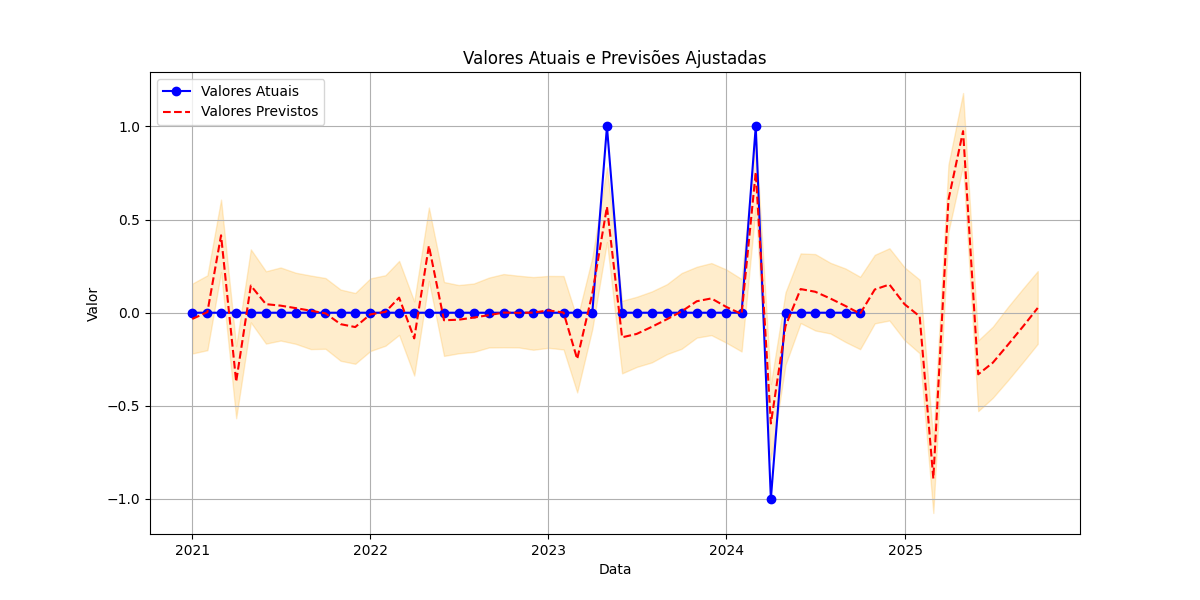 Valores Atuais e Previsões Ajustadas
Valores Atuais
Valores Previstos
Valor
1.0
0.5
0.0
−0.5
−1.0
2021
2022
2023
2024
2025
Data